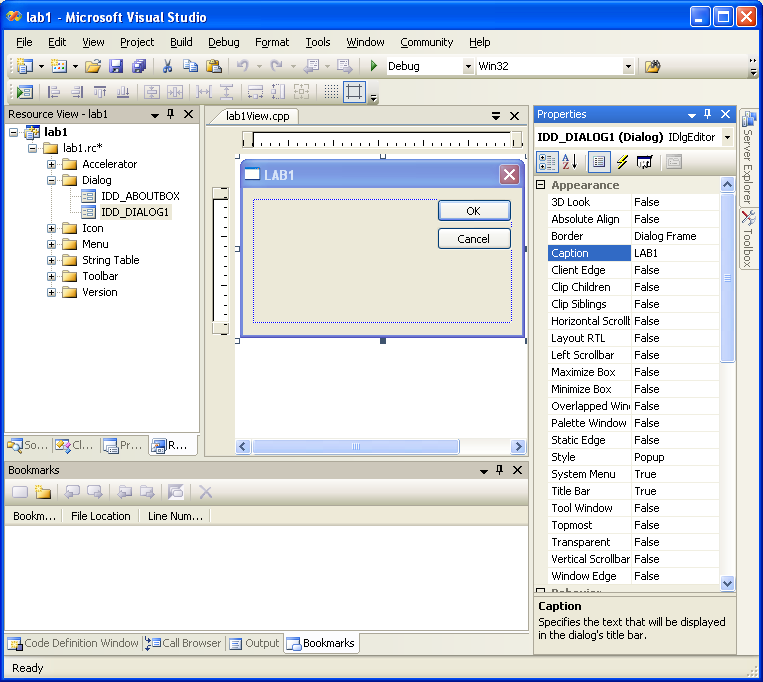 lab1 - Microsoft Visual Studio
File Edit View Project Build Debug Format Tools Window Community Help
Debug Win32
Resource View - lab1
lab1
lab1.rc*
Accelerator
Dialog
IDD_ABOUTBOX
IDD_DIALOG1
Icon
Menu
String Table
Toolbar
Version
So... Cl... Pr... R...
lab1View.cpp
LAB1
OK
Cancel
Properties
IDD_DIALOG1 (Dialog) IDlgEditor
Appearance
3D Look False
Absolute Align False
Border Dialog Frame
Caption LAB1
Client Edge False
Clip Children False
Clip Siblings False
Horizontal Scrollb False
Layout RTL False
Left Scrollbar False
Maximize Box False
Minimize Box False
Overlapped Win False
Palette Window False
Static Edge False
Style Popup
System Menu True
Title Bar True
Tool Window False
Topmost False
Transparent False
Vertical Scrollbar False
Window Edge False
Caption
Specifies the text that will be displayed
in the dialog's title bar.
Server Explorer
Toolbox
Bookmarks
Bookm... File Location Line Num...
Code Definition Window Call Browser Output Bookmarks
Ready